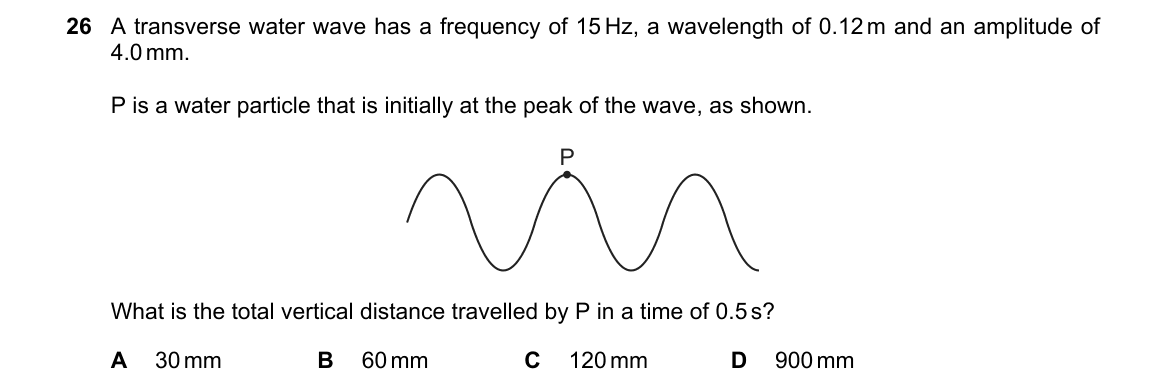 26 A transverse water wave has a frequency of 15 Hz, a wavelength of 0.12 m and an amplitude of
4.0 mm.
P is a water particle that is initially at the peak of the wave, as shown.
P
What is the total vertical distance travelled by P in a time of 0.5 s?
A 30 mm B 60 mm C 120 mm D 900 mm